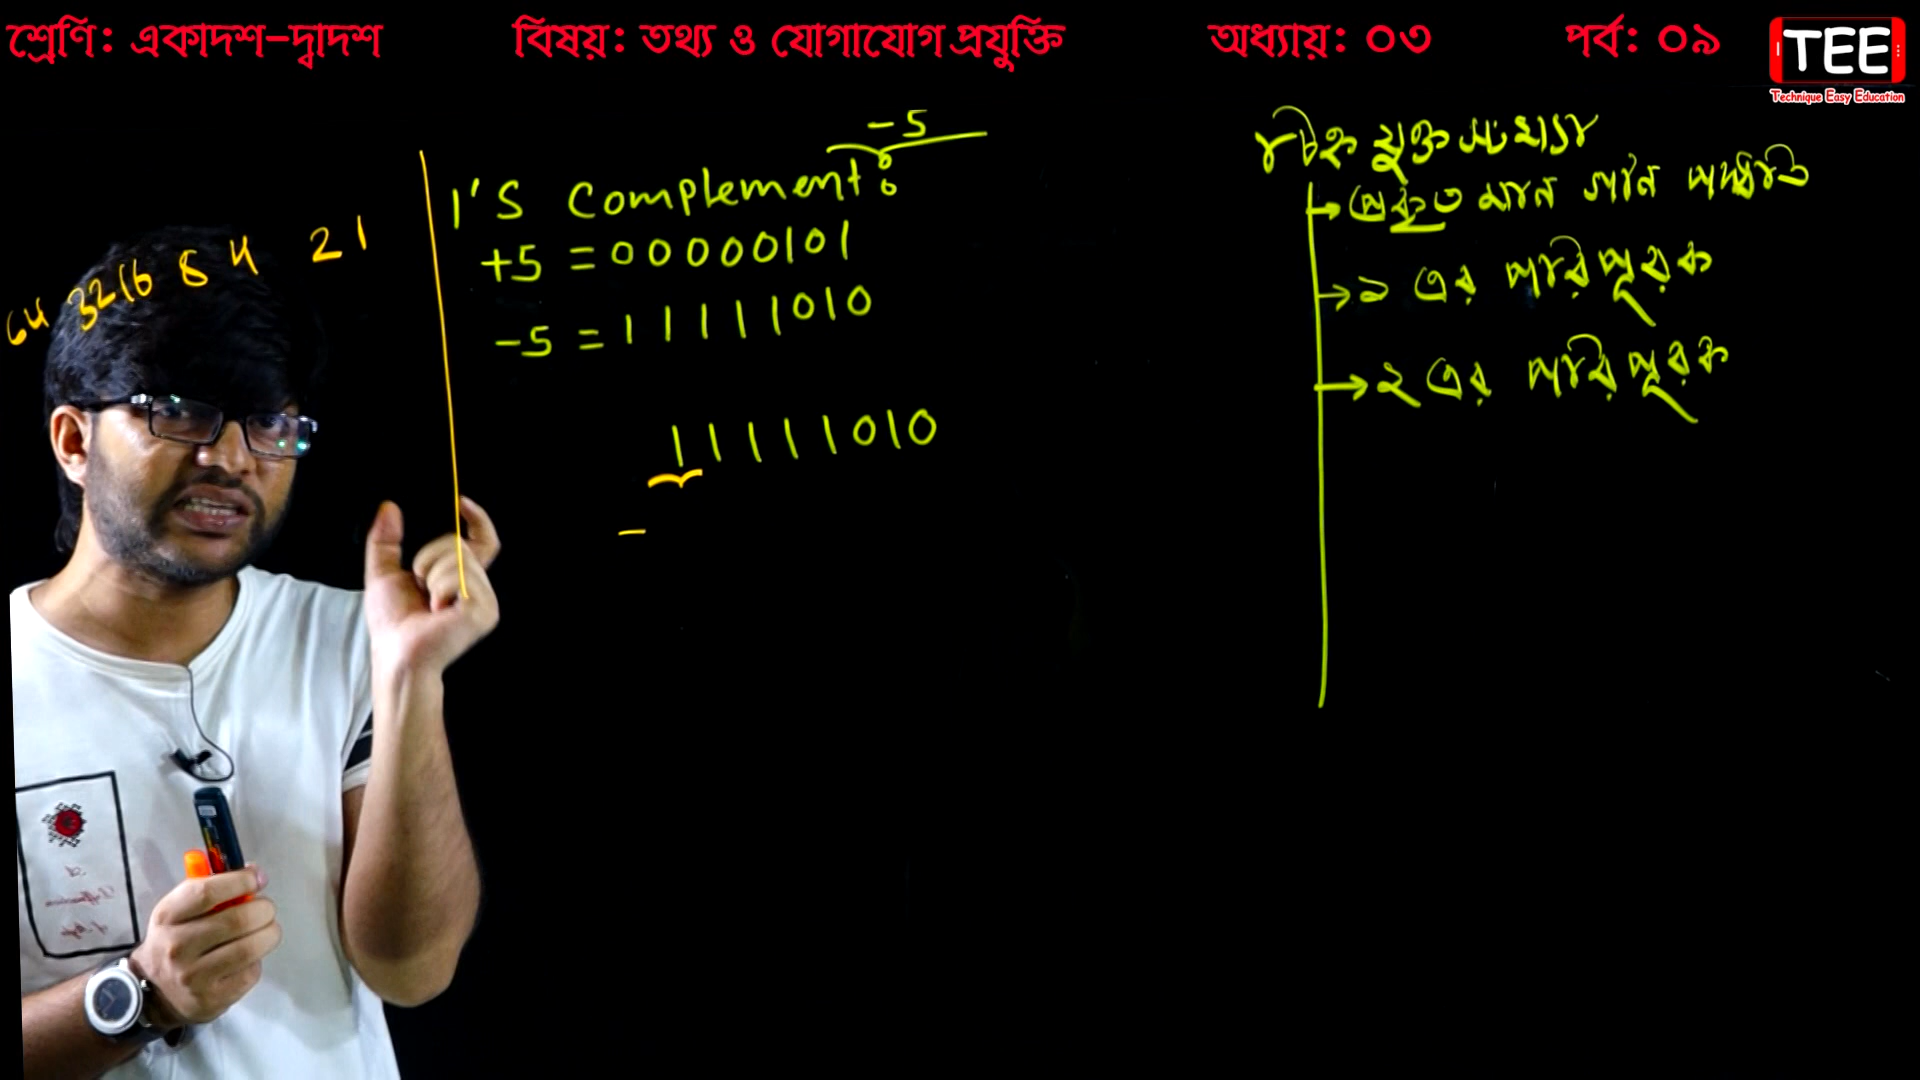 শ্রেণি: একাদশ-দ্বাদশ বিষয়: তথ্য ও যোগাযোগ প্রযুক্তি অধ্যায়: ০৩ পর্ব: ০৯
TEE
Technique Easy Education
-5
1'S Complement:
+5 = 00000101
-5 = 11111010
11111010
-
64 32 16 8 4 2 1
চিহ্ন যুক্ত সংখ্যা
প্রকৃত মান গঠন পদ্ধতি
১ এর পরিপূরক
২ এর পরিপূরক